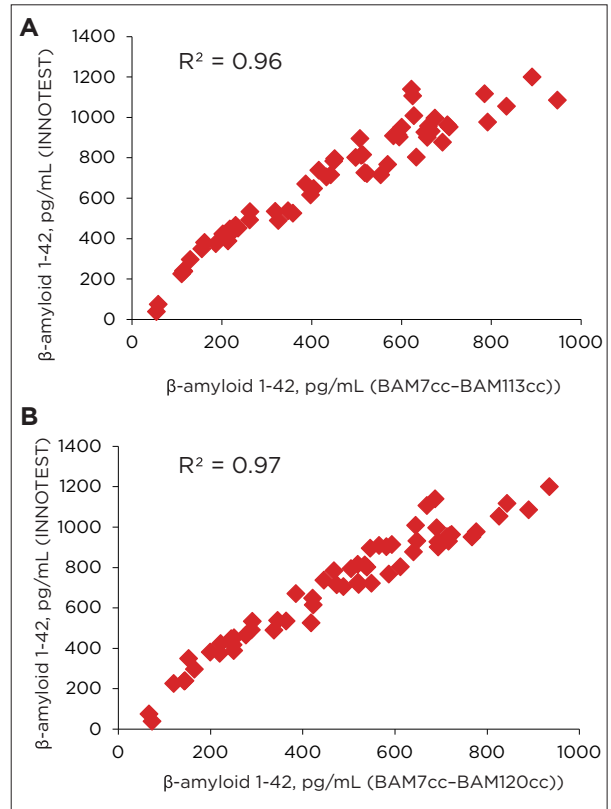 A
R² = 0.96
β-amyloid 1-42, pg/mL (INNOTEST)
1400
1200
1000
800
600
400
200
0
0 200 400 600 800 1000
β-amyloid 1-42, pg/mL (BAM7cc–BAM113cc))
B
R² = 0.97
β-amyloid 1-42, pg/mL (INNOTEST)
1400
1200
1000
800
600
400
200
0
0 200 400 600 800 1000
β-amyloid 1-42, pg/mL (BAM7cc–BAM120cc))